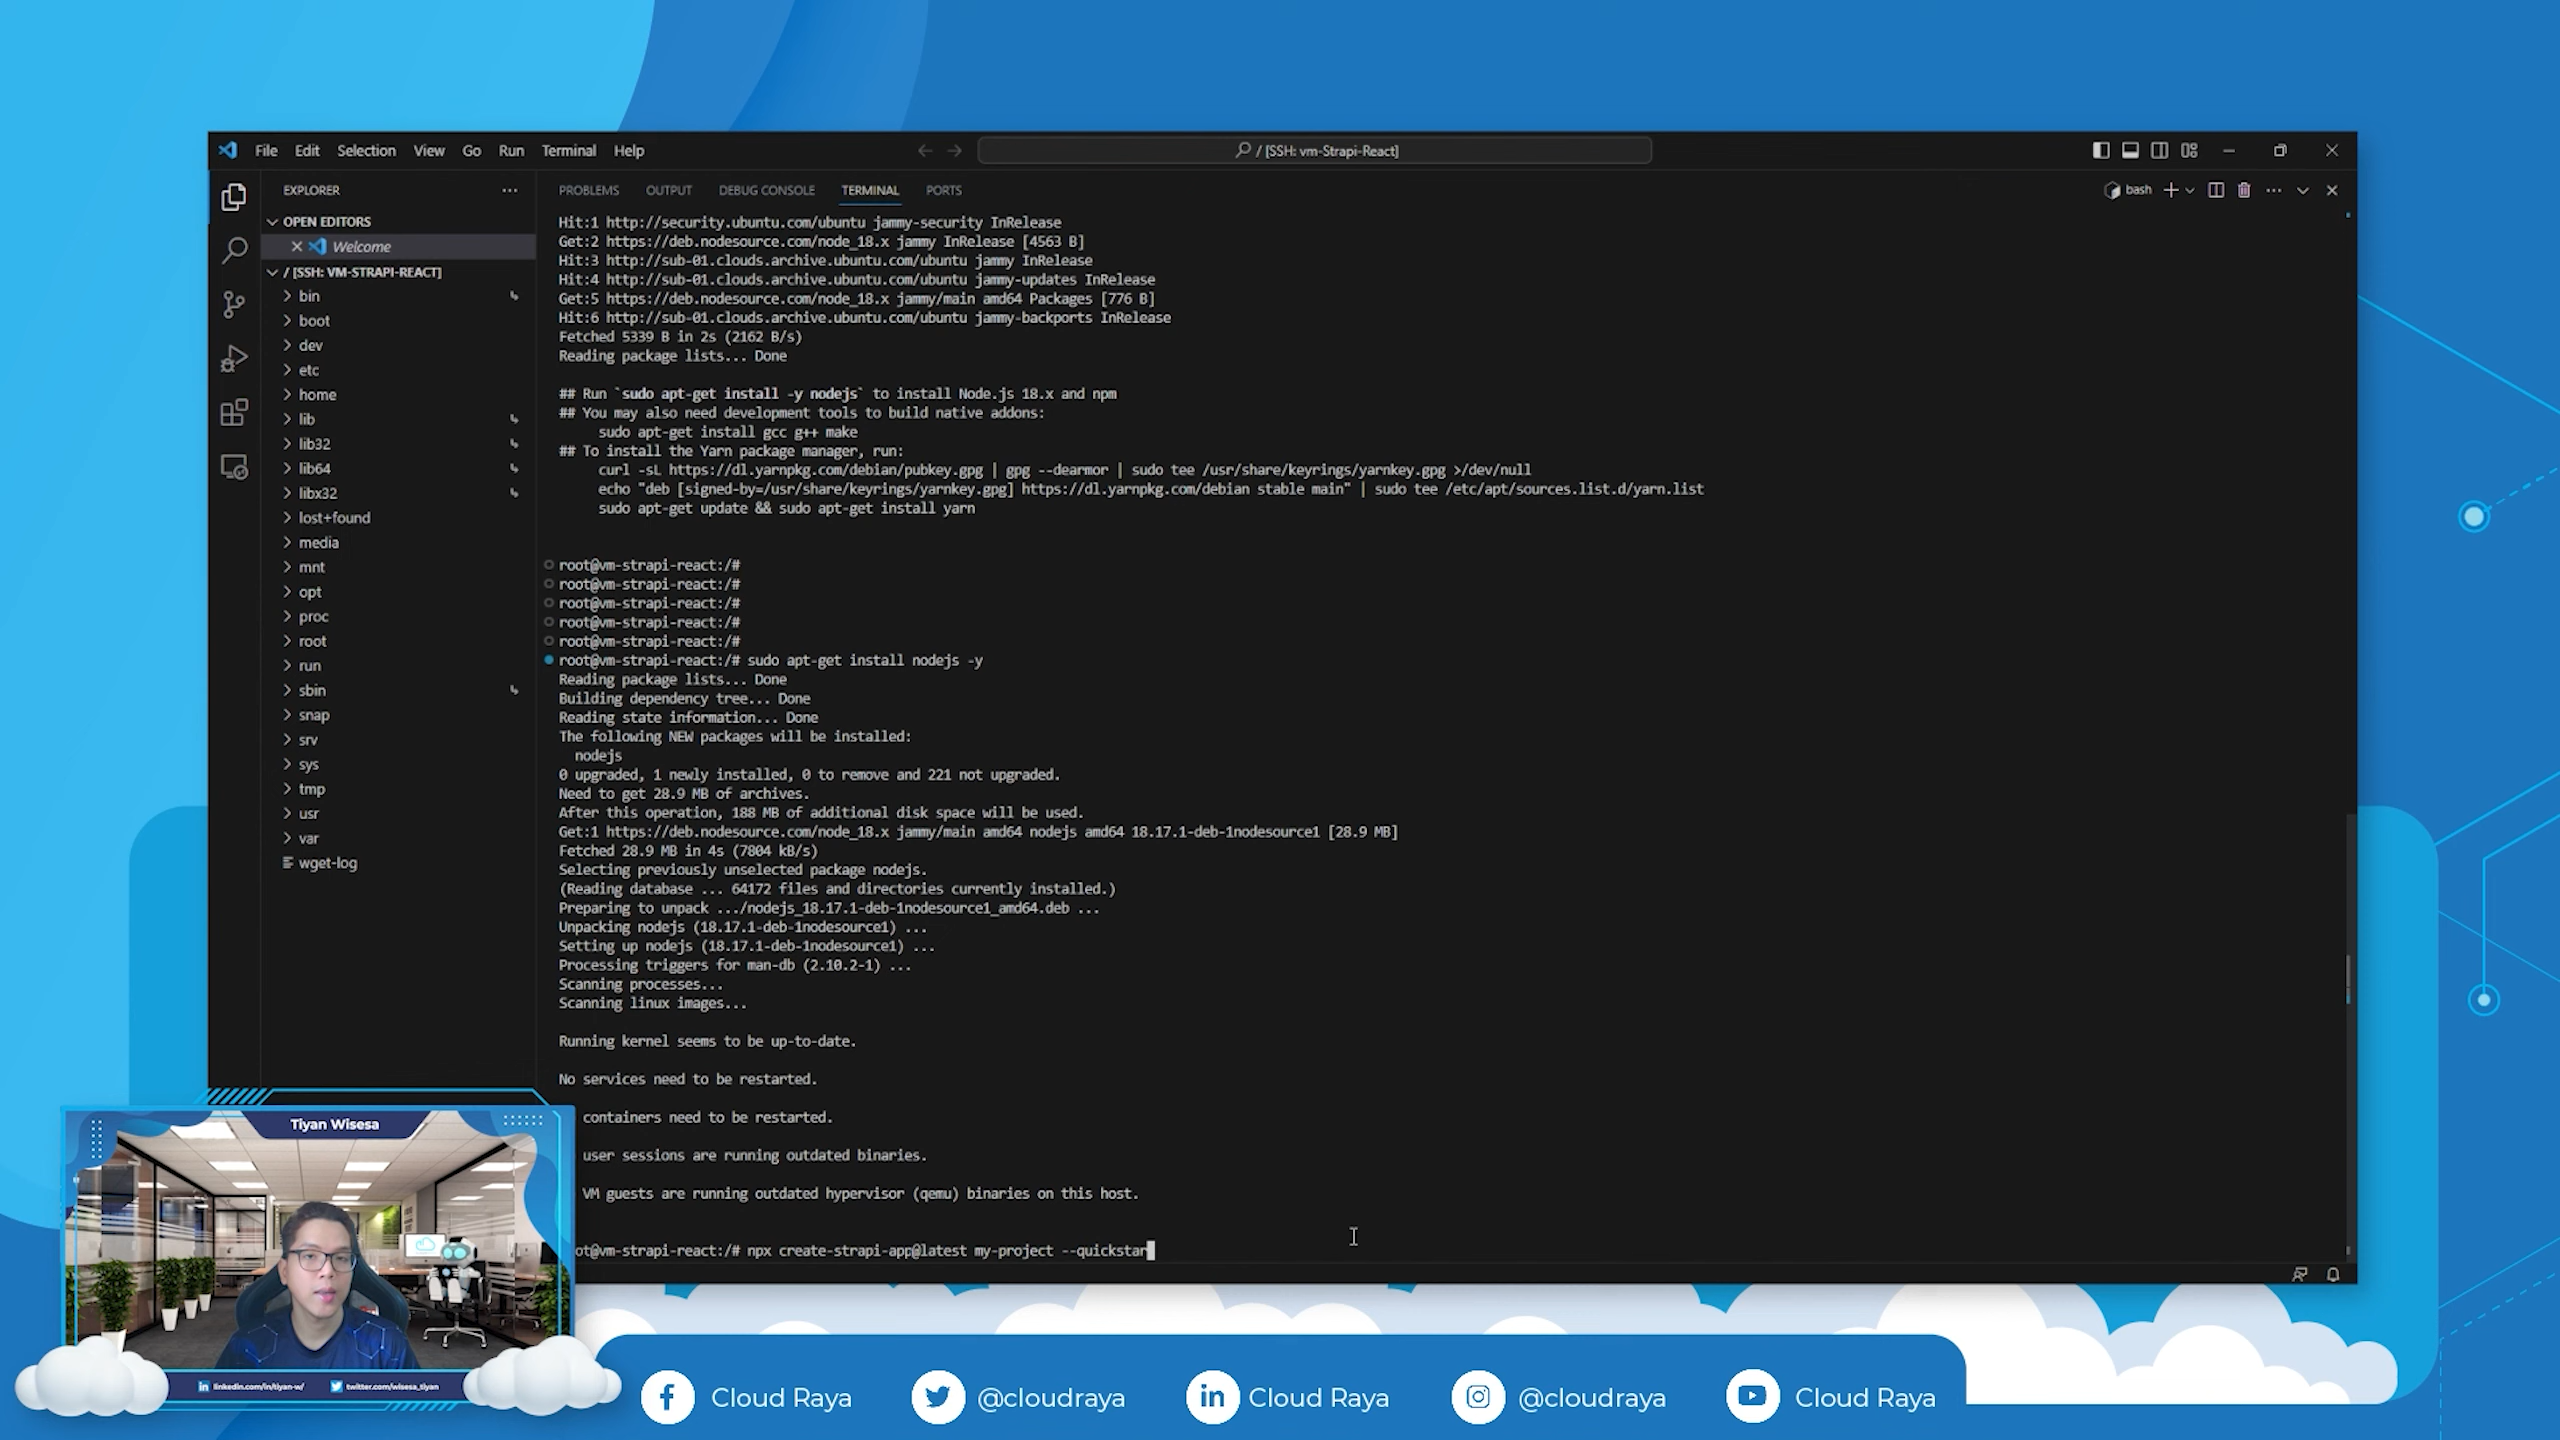 File Edit Selection View Go Run Terminal Help
/ [SSH: vm-Strapi-React]
EXPLORER
OPEN EDITORS
Welcome
/ [SSH: VM-STRAPI-REACT]
bin
boot
dev
etc
home
lib
lib32
lib64
libx32
lost+found
media
mnt
opt
proc
root
run
sbin
snap
srv
sys
tmp
usr
var
wget-log
PROBLEMS OUTPUT DEBUG CONSOLE TERMINAL PORTS
bash
Hit:1 http://security.ubuntu.com/ubuntu jammy-security InRelease
Get:2 https://deb.nodesource.com/node_18.x jammy InRelease [4563 B]
Hit:3 http://sub-01.clouds.archive.ubuntu.com/ubuntu jammy InRelease
Hit:4 http://sub-01.clouds.archive.ubuntu.com/ubuntu jammy-updates InRelease
Get:5 https://deb.nodesource.com/node_18.x jammy/main amd64 Packages [776 B]
Hit:6 http://sub-01.clouds.archive.ubuntu.com/ubuntu jammy-backports InRelease
Fetched 5339 B in 2s (2162 B/s)
Reading package lists... Done
## Run `sudo apt-get install -y nodejs` to install Node.js 18.x and npm
## You may also need development tools to build native addons:
sudo apt-get install gcc g++ make
## To install the Yarn package manager, run:
curl -sL https://dl.yarnpkg.com/debian/pubkey.gpg | gpg --dearmor | sudo tee /usr/share/keyrings/yarnkey.gpg >/dev/null
echo "deb [signed-by=/usr/share/keyrings/yarnkey.gpg] https://dl.yarnpkg.com/debian stable main" | sudo tee /etc/apt/sources.list.d/yarn.list
sudo apt-get update && sudo apt-get install yarn
root@vm-strapi-react:/#
root@vm-strapi-react:/#
root@vm-strapi-react:/#
root@vm-strapi-react:/#
root@vm-strapi-react:/#
root@vm-strapi-react:/# sudo apt-get install nodejs -y
Reading package lists... Done
Building dependency tree... Done
Reading state information... Done
The following NEW packages will be installed:
nodejs
0 upgraded, 1 newly installed, 0 to remove and 221 not upgraded.
Need to get 28.9 MB of archives.
After this operation, 188 MB of additional disk space will be used.
Get:1 https://deb.nodesource.com/node_18.x jammy/main amd64 nodejs amd64 18.17.1-deb-1nodesource1 [28.9 MB]
Fetched 28.9 MB in 4s (7804 kB/s)
Selecting previously unselected package nodejs.
(Reading database ... 64172 files and directories currently installed.)
Preparing to unpack .../nodejs_18.17.1-deb-1nodesource1_amd64.deb ...
Unpacking nodejs (18.17.1-deb-1nodesource1) ...
Setting up nodejs (18.17.1-deb-1nodesource1) ...
Processing triggers for man-db (2.10.2-1) ...
Scanning processes...
Scanning linux images...
Running kernel seems to be up-to-date.
No services need to be restarted.
containers need to be restarted.
user sessions are running outdated binaries.
VM guests are running outdated hypervisor (qemu) binaries on this host.
ot@vm-strapi-react:/# npx create-strapi-app@latest my-project --quickstar
Tiyan Wisesa
linkedin.com/in/tiyan-w/ twitter.com/wisesa_tiyan
Cloud Raya @cloudraya Cloud Raya @cloudraya Cloud Raya